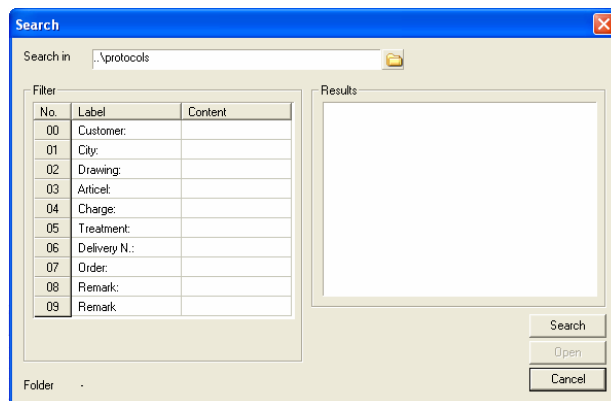 Search
Search in ..\protocols
Filter
No. Label Content
00 Customer:
01 City:
02 Drawing:
03 Articel:
04 Charge:
05 Treatment:
06 Delivery N.:
07 Order:
08 Remark:
09 Remark
Results
Search
Open
Cancel
Folder -